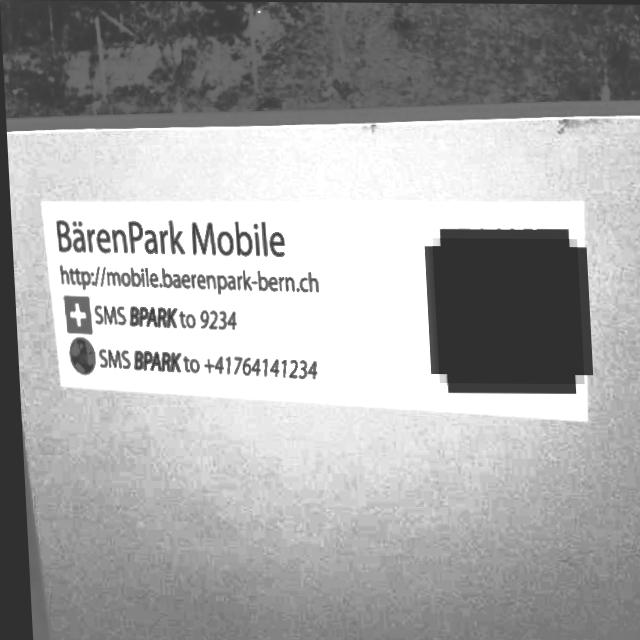 BärenPark Mobile
http://mobile.baerenpark-bern.ch
SMS BPARK to 9234
SMS BPARK to +41764141234